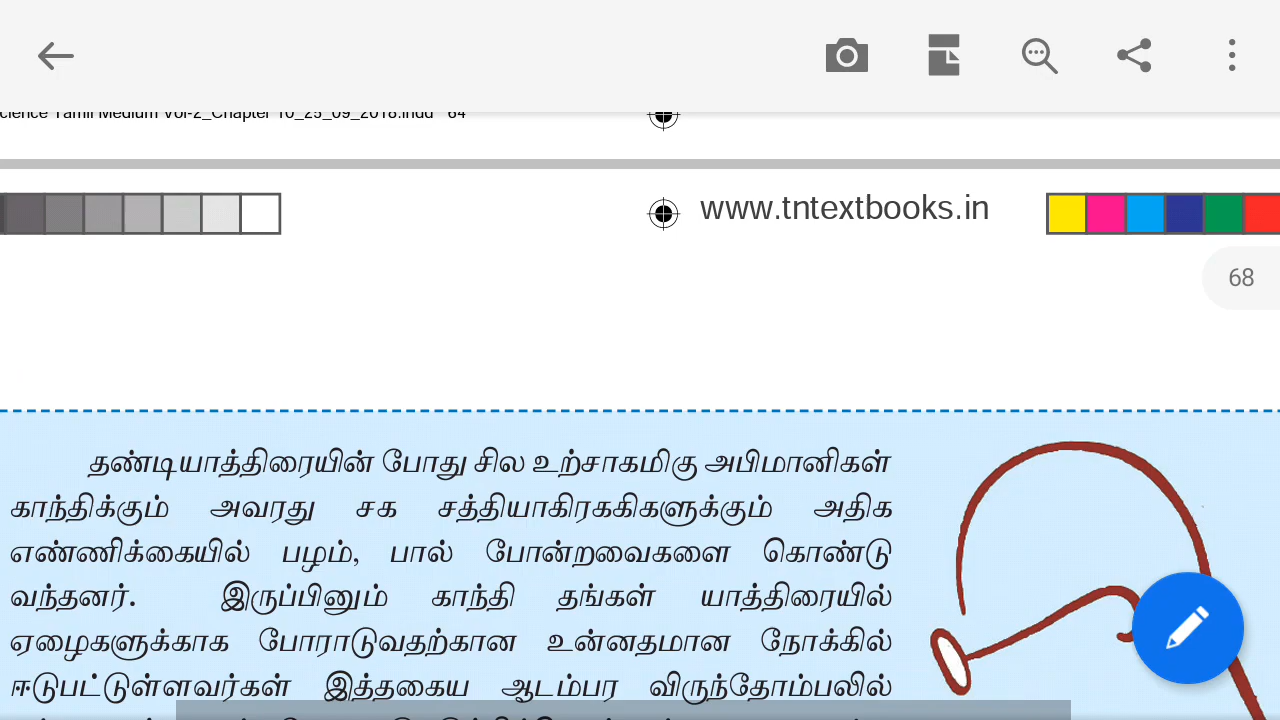 cience Tamil Medium Vol-2_Chapter 10_25_09_2018.indd 64
www.tntextbooks.in
68
தண்டியாத்திரையின் போது சில உற்சாகமிகு அபிமானிகள்
காந்திக்கும் அவரது சக சத்தியாகிரககிகளுக்கும் அதிக
எண்ணிக்கையில் பழம், பால் போன்றவைகளை கொண்டு
வந்தனர். இருப்பினும் காந்தி தங்கள் யாத்திரையில்
ஏழைகளுக்காக போராடுவதற்கான உன்னதமான நோக்கில்
ஈடுபட்டுள்ளவர்கள் இத்தகைய ஆடம்பர விருந்தோம்பலில்